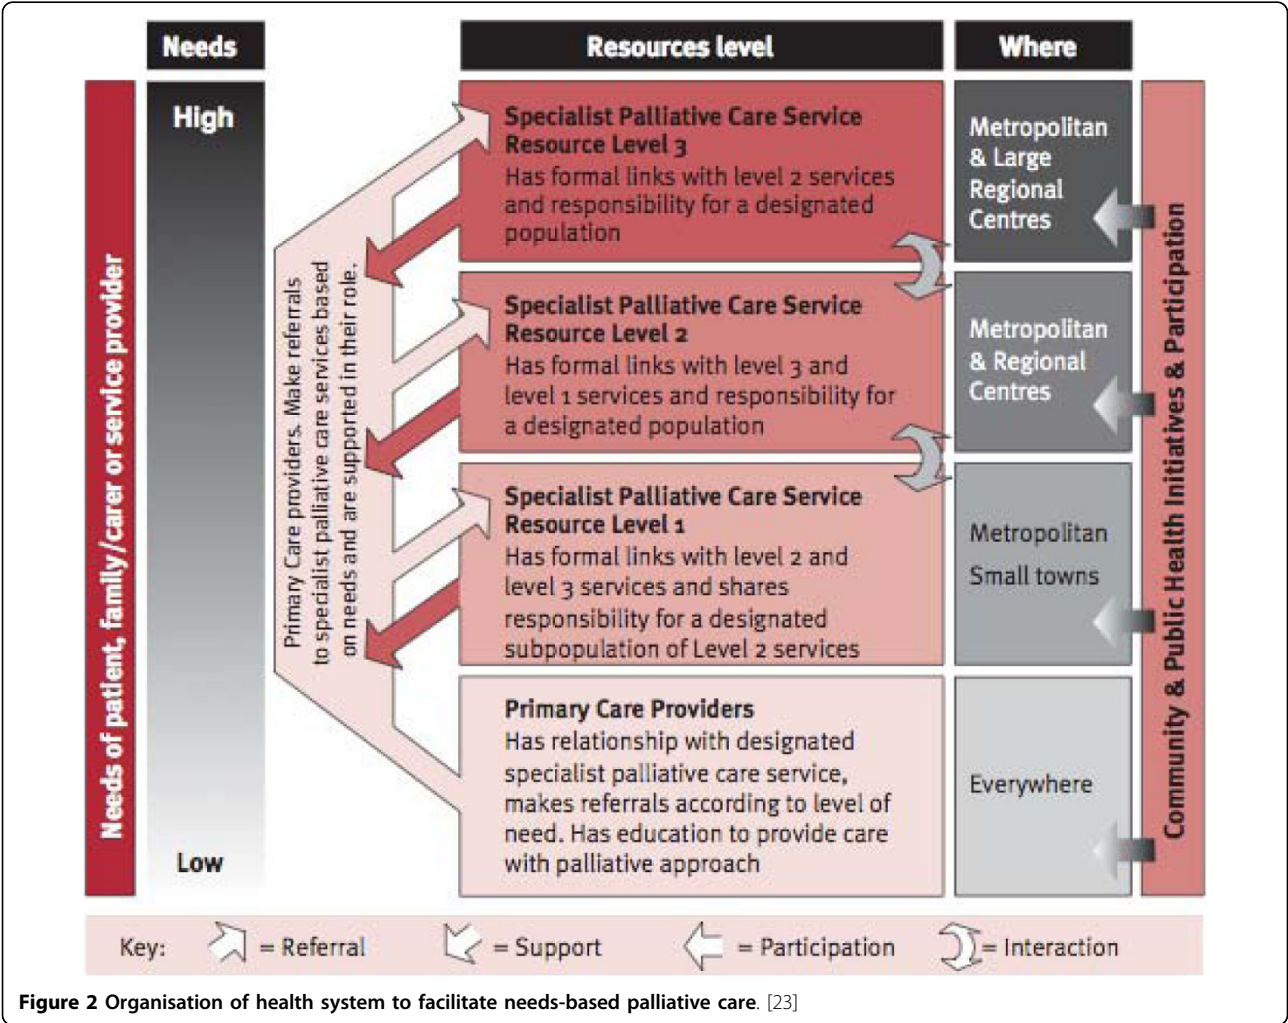 Needs
Resources level
Where
Needs of patient, family/carer or service provider
High
Low
Primary Care providers. Make referrals
to specialist palliative care services based
on needs and are supported in their role.
Specialist Palliative Care Service
Resource Level 3
Has formal links with level 2 services
and responsibility for a designated
population
Metropolitan
& Large
Regional
Centres
Specialist Palliative Care Service
Resource Level 2
Has formal links with level 3 and
level 1 services and responsibility for
a designated population
Metropolitan
& Regional
Centres
Specialist Palliative Care Service
Resource Level 1
Has formal links with level 2 and
level 3 services and shares
responsibility for a designated
subpopulation of Level 2 services
Metropolitan
Small towns
Primary Care Providers
Has relationship with designated
specialist palliative care service,
makes referrals according to level of
need. Has education to provide care
with palliative approach
Everywhere
Community & Public Health Initiatives & Participation
Key: = Referral = Support = Participation = Interaction
Figure 2 Organisation of health system to facilitate needs-based palliative care. [23]